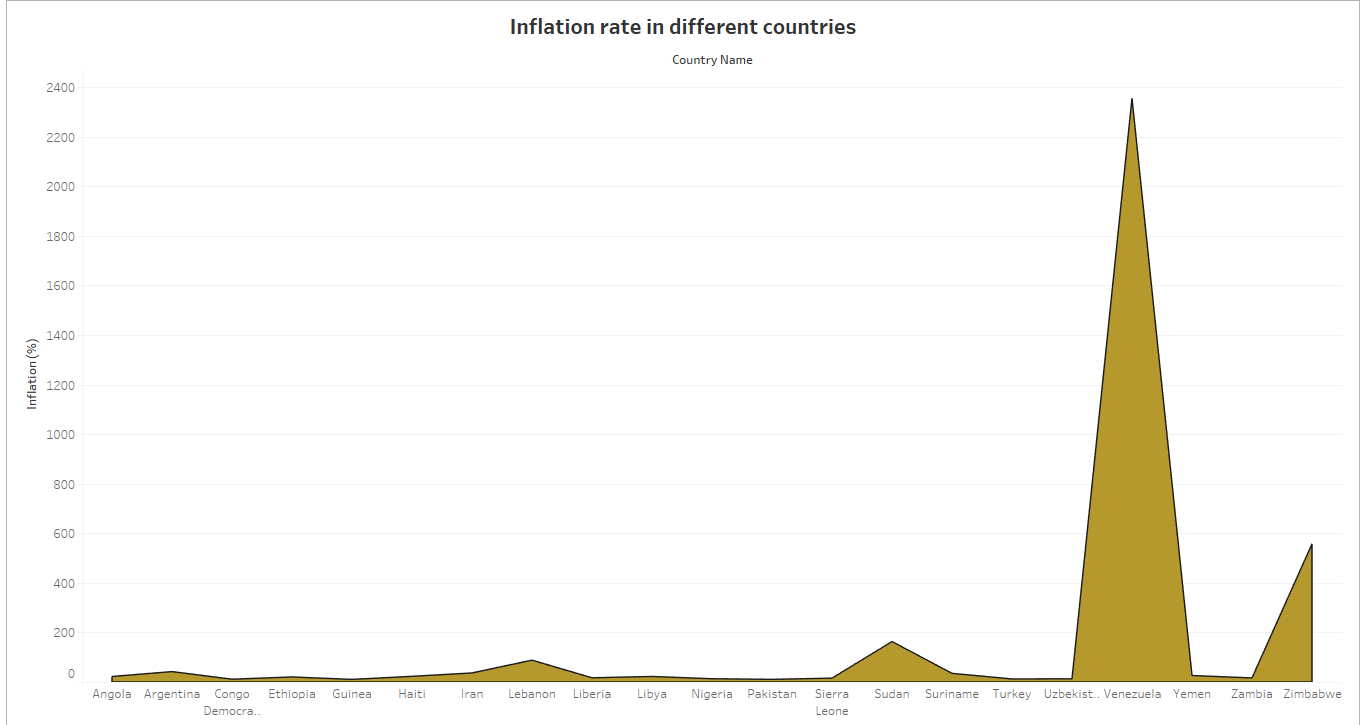 Inflation rate in different countries
Country Name
2400
2200
2000
1800
1600
1400
1200
1000
800
600
400
200
0
Inflation (%)
Angola Argentina Congo Ethiopia Guinea Haiti Iran Lebanon Liberia Libya Nigeria Pakistan Sierra Sudan Suriname Turkey Uzbekist.. Venezuela Yemen Zambia Zimbabwe
Democra.. Leone